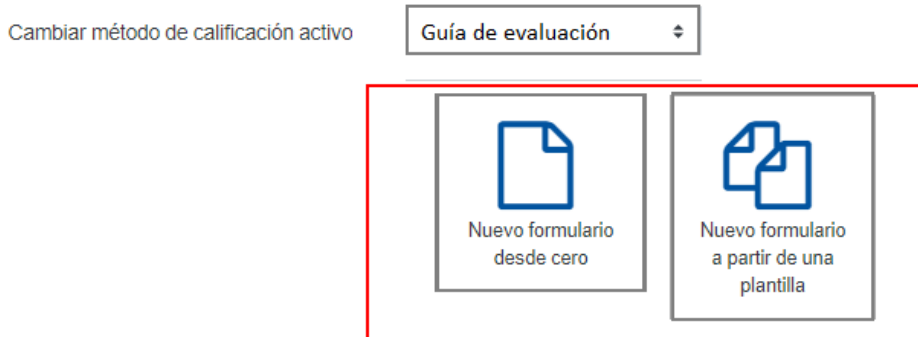 Cambiar método de calificación activo
Guía de evaluación
Nuevo formulario
desde cero
Nuevo formulario
a partir de una
plantilla